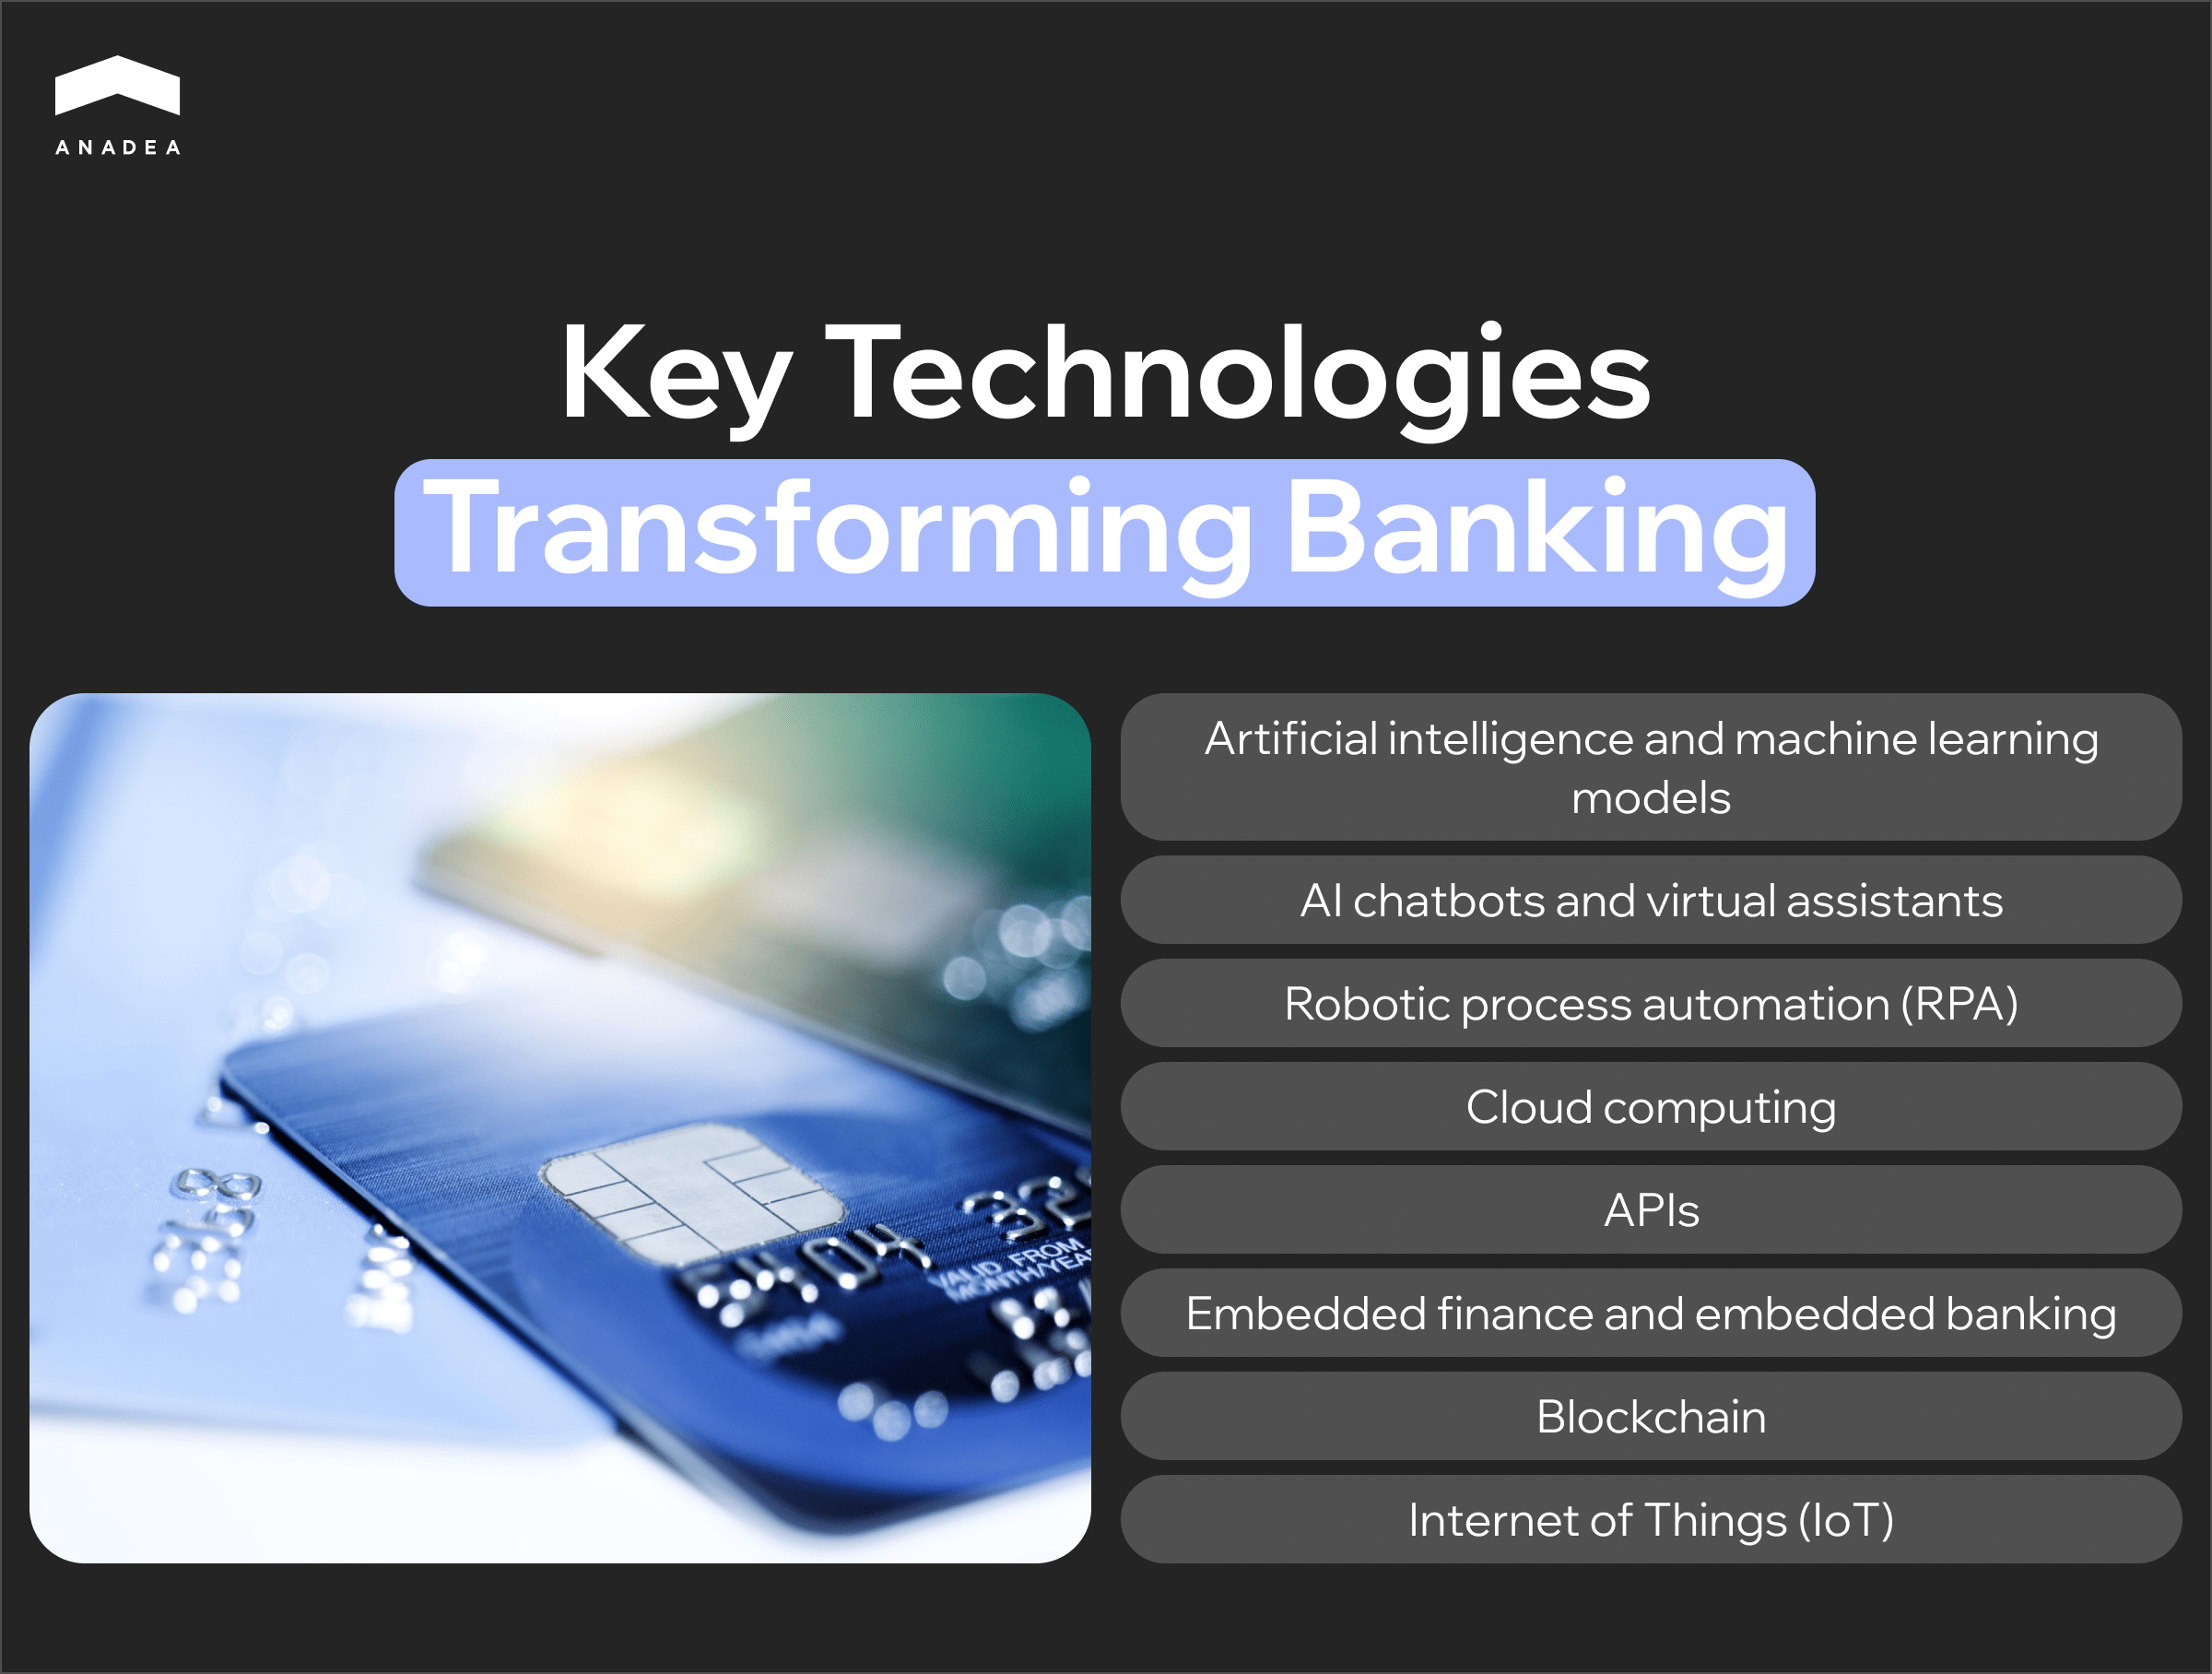 ANADEA
Key Technologies
Transforming Banking
Artificial intelligence and machine learning
models
AI chatbots and virtual assistants
Robotic process automation (RPA)
Cloud computing
APIs
Embedded finance and embedded banking
Blockchain
Internet of Things (IoT)
5404 32
VALID FROM
MONTH/YEAR